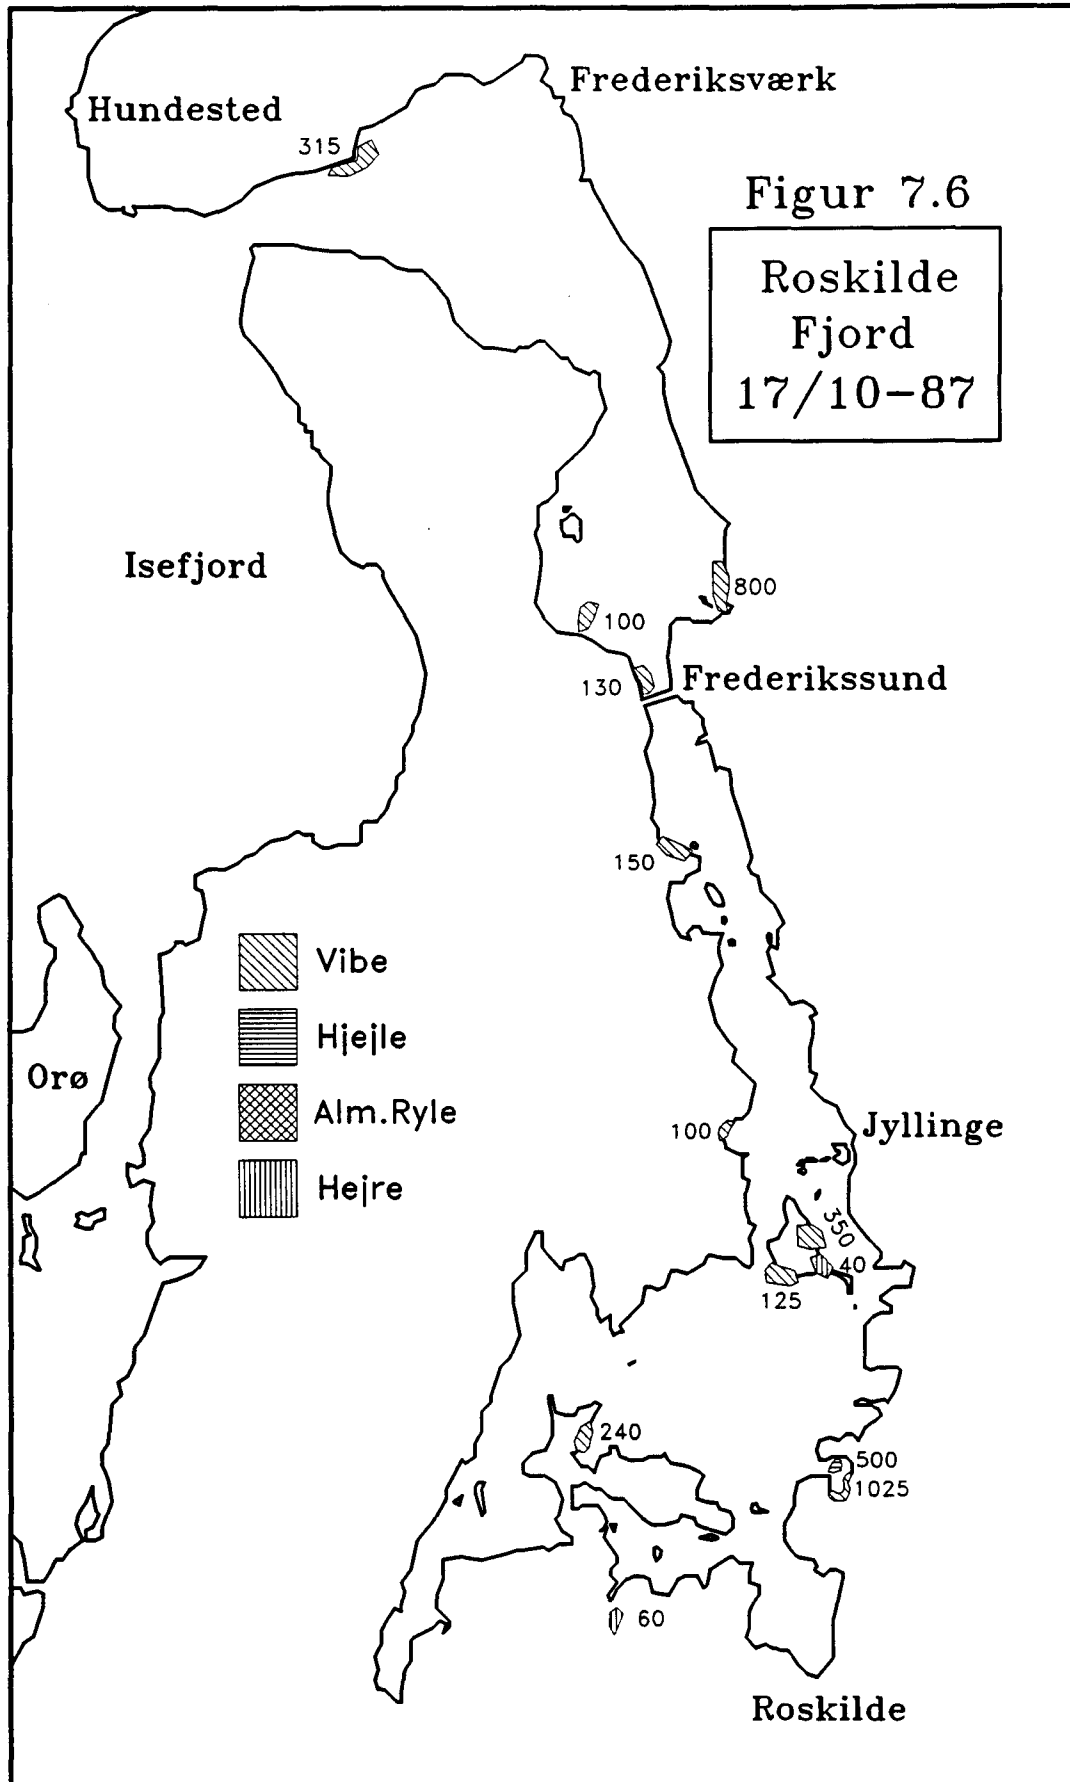 Frederiksværk
Hundested
315
Figur 7.6
Roskilde
Fjord
17/10-87
Isefjord
800
100
130
Frederikssund
150
Vibe
Hjejle
Orø
Alm.Ryle
100
Jyllinge
Hejre
350
40
125
240
500
1025
60
Roskilde